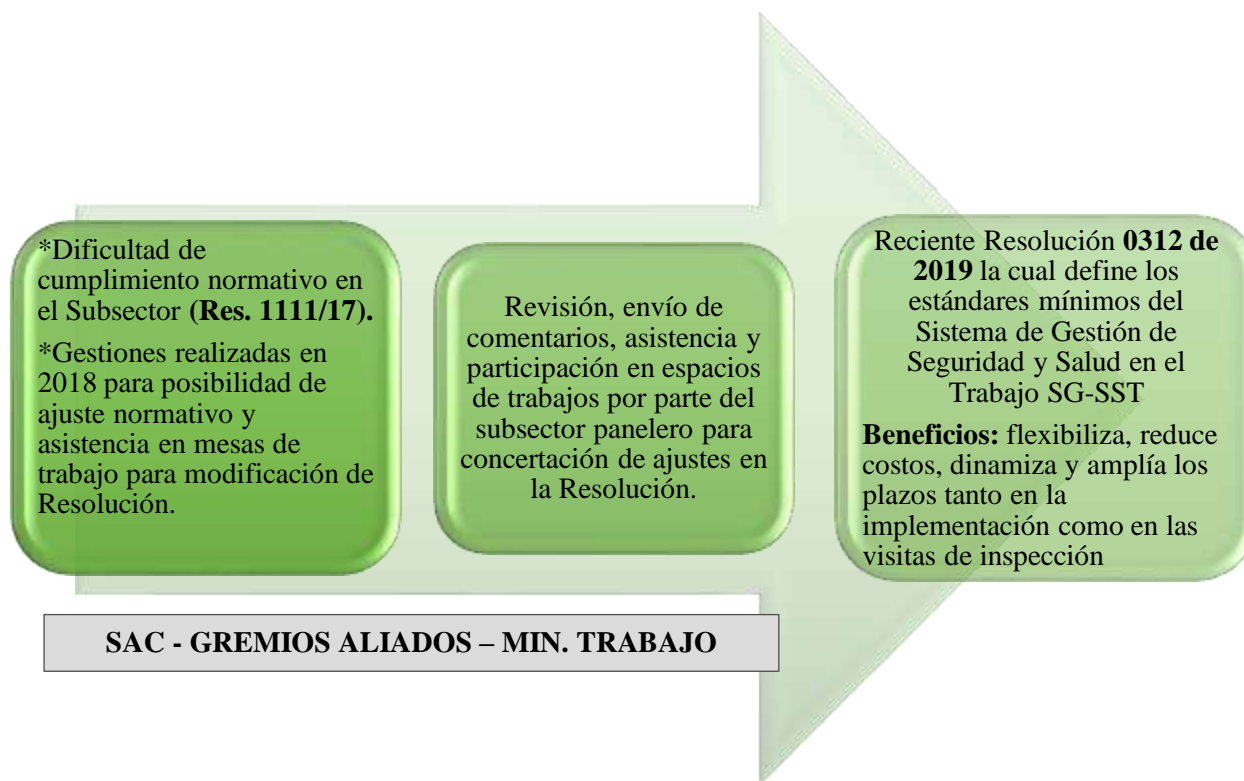 *Dificultad de
cumplimiento normativo en
el Subsector (Res. 1111/17).
*Gestiones realizadas en
2018 para posibilidad de
ajuste normativo y
asistencia en mesas de
trabajo para modificación de
Resolución.
Revisión, envío de
comentarios, asistencia y
participación en espacios
de trabajos por parte del
subsector panelero para
concertación de ajustes en
la Resolución.
Reciente Resolución 0312 de
2019 la cual define los
estándares mínimos del
Sistema de Gestión de
Seguridad y Salud en el
Trabajo SG-SST
Beneficios: flexibiliza, reduce
costos, dinamiza y amplía los
plazos tanto en la
implementación como en las
visitas de inspección
SAC - GREMIOS ALIADOS – MIN. TRABAJO